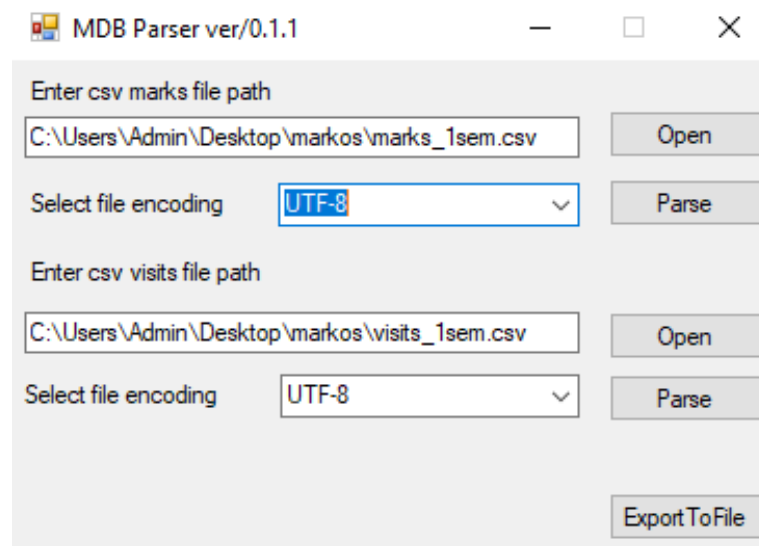 MDB Parser ver/0.1.1
Enter csv marks file path
C:\Users\Admin\Desktop\markos\marks_1sem.csv
Open
Select file encoding
UTF-8
Parse
Enter csv visits file path
C:\Users\Admin\Desktop\markos\visits_1sem.csv
Open
Select file encoding
UTF-8
Parse
ExportToFile